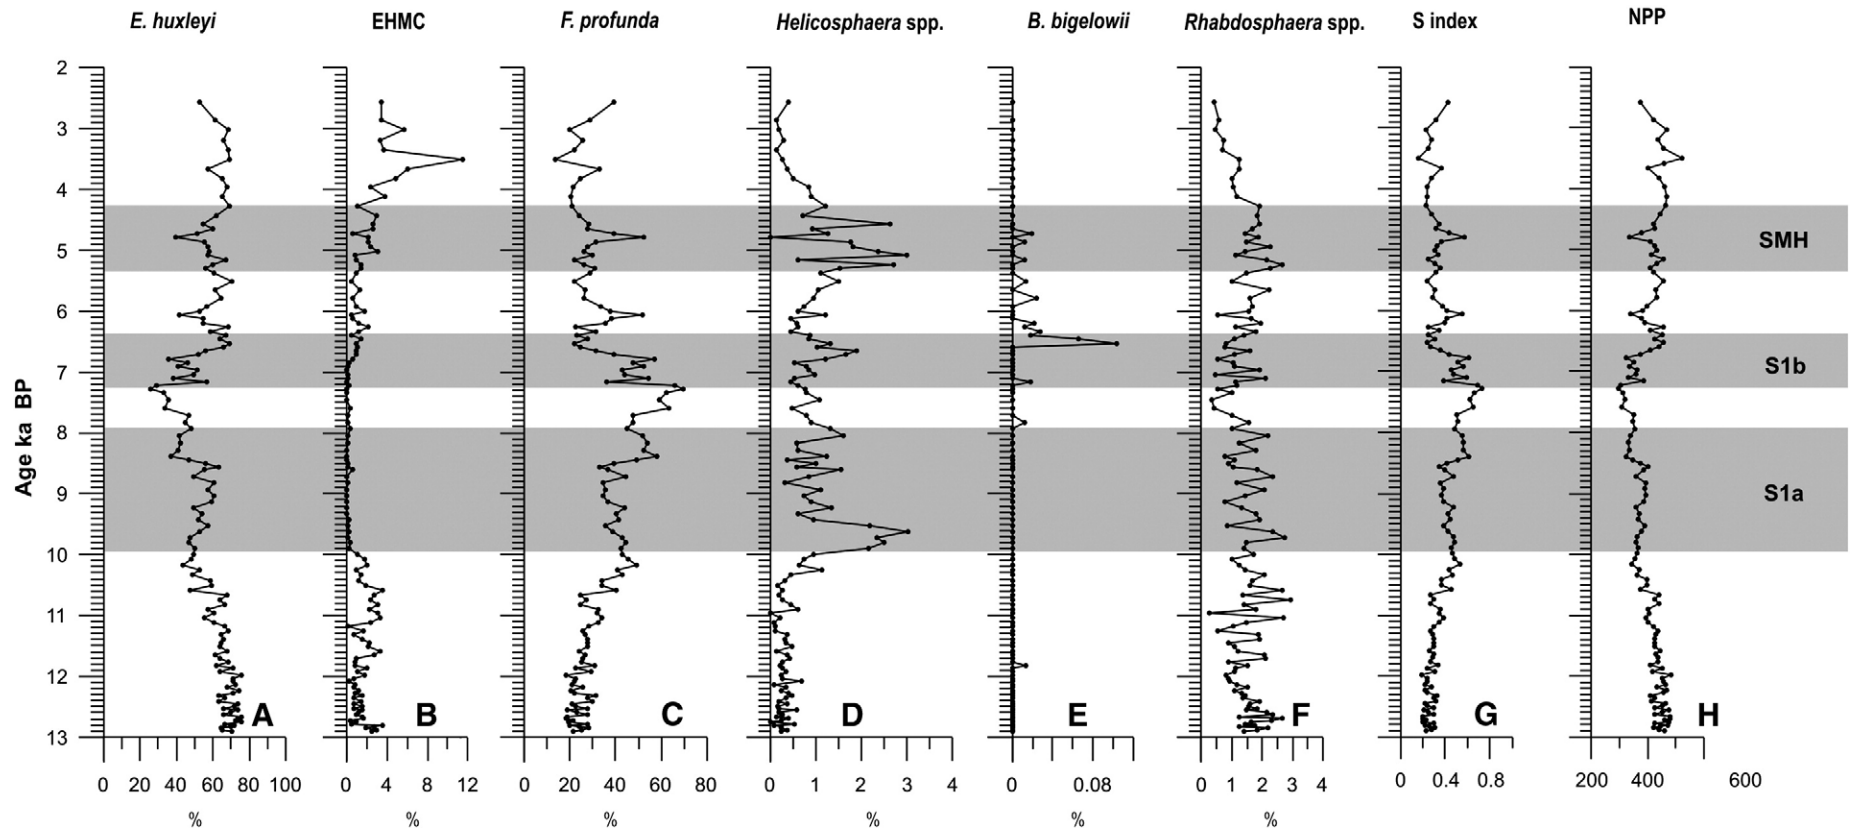 E. huxleyi EHMC F. profunda Helicosphaera spp. B. bigelowii Rhabdosphaera spp. S index NPP
2
3
4
SMH
5
6
S1b
7
Age ka BP
8
S1a
9
10
11
12
A B C D E F G H
13
0 20 40 60 80 100 0 4 8 12 0 20 40 60 80 0 1 2 3 4 0 0.08 0 1 2 3 4 0 0.4 0.8 200 400 600
% % % % % %